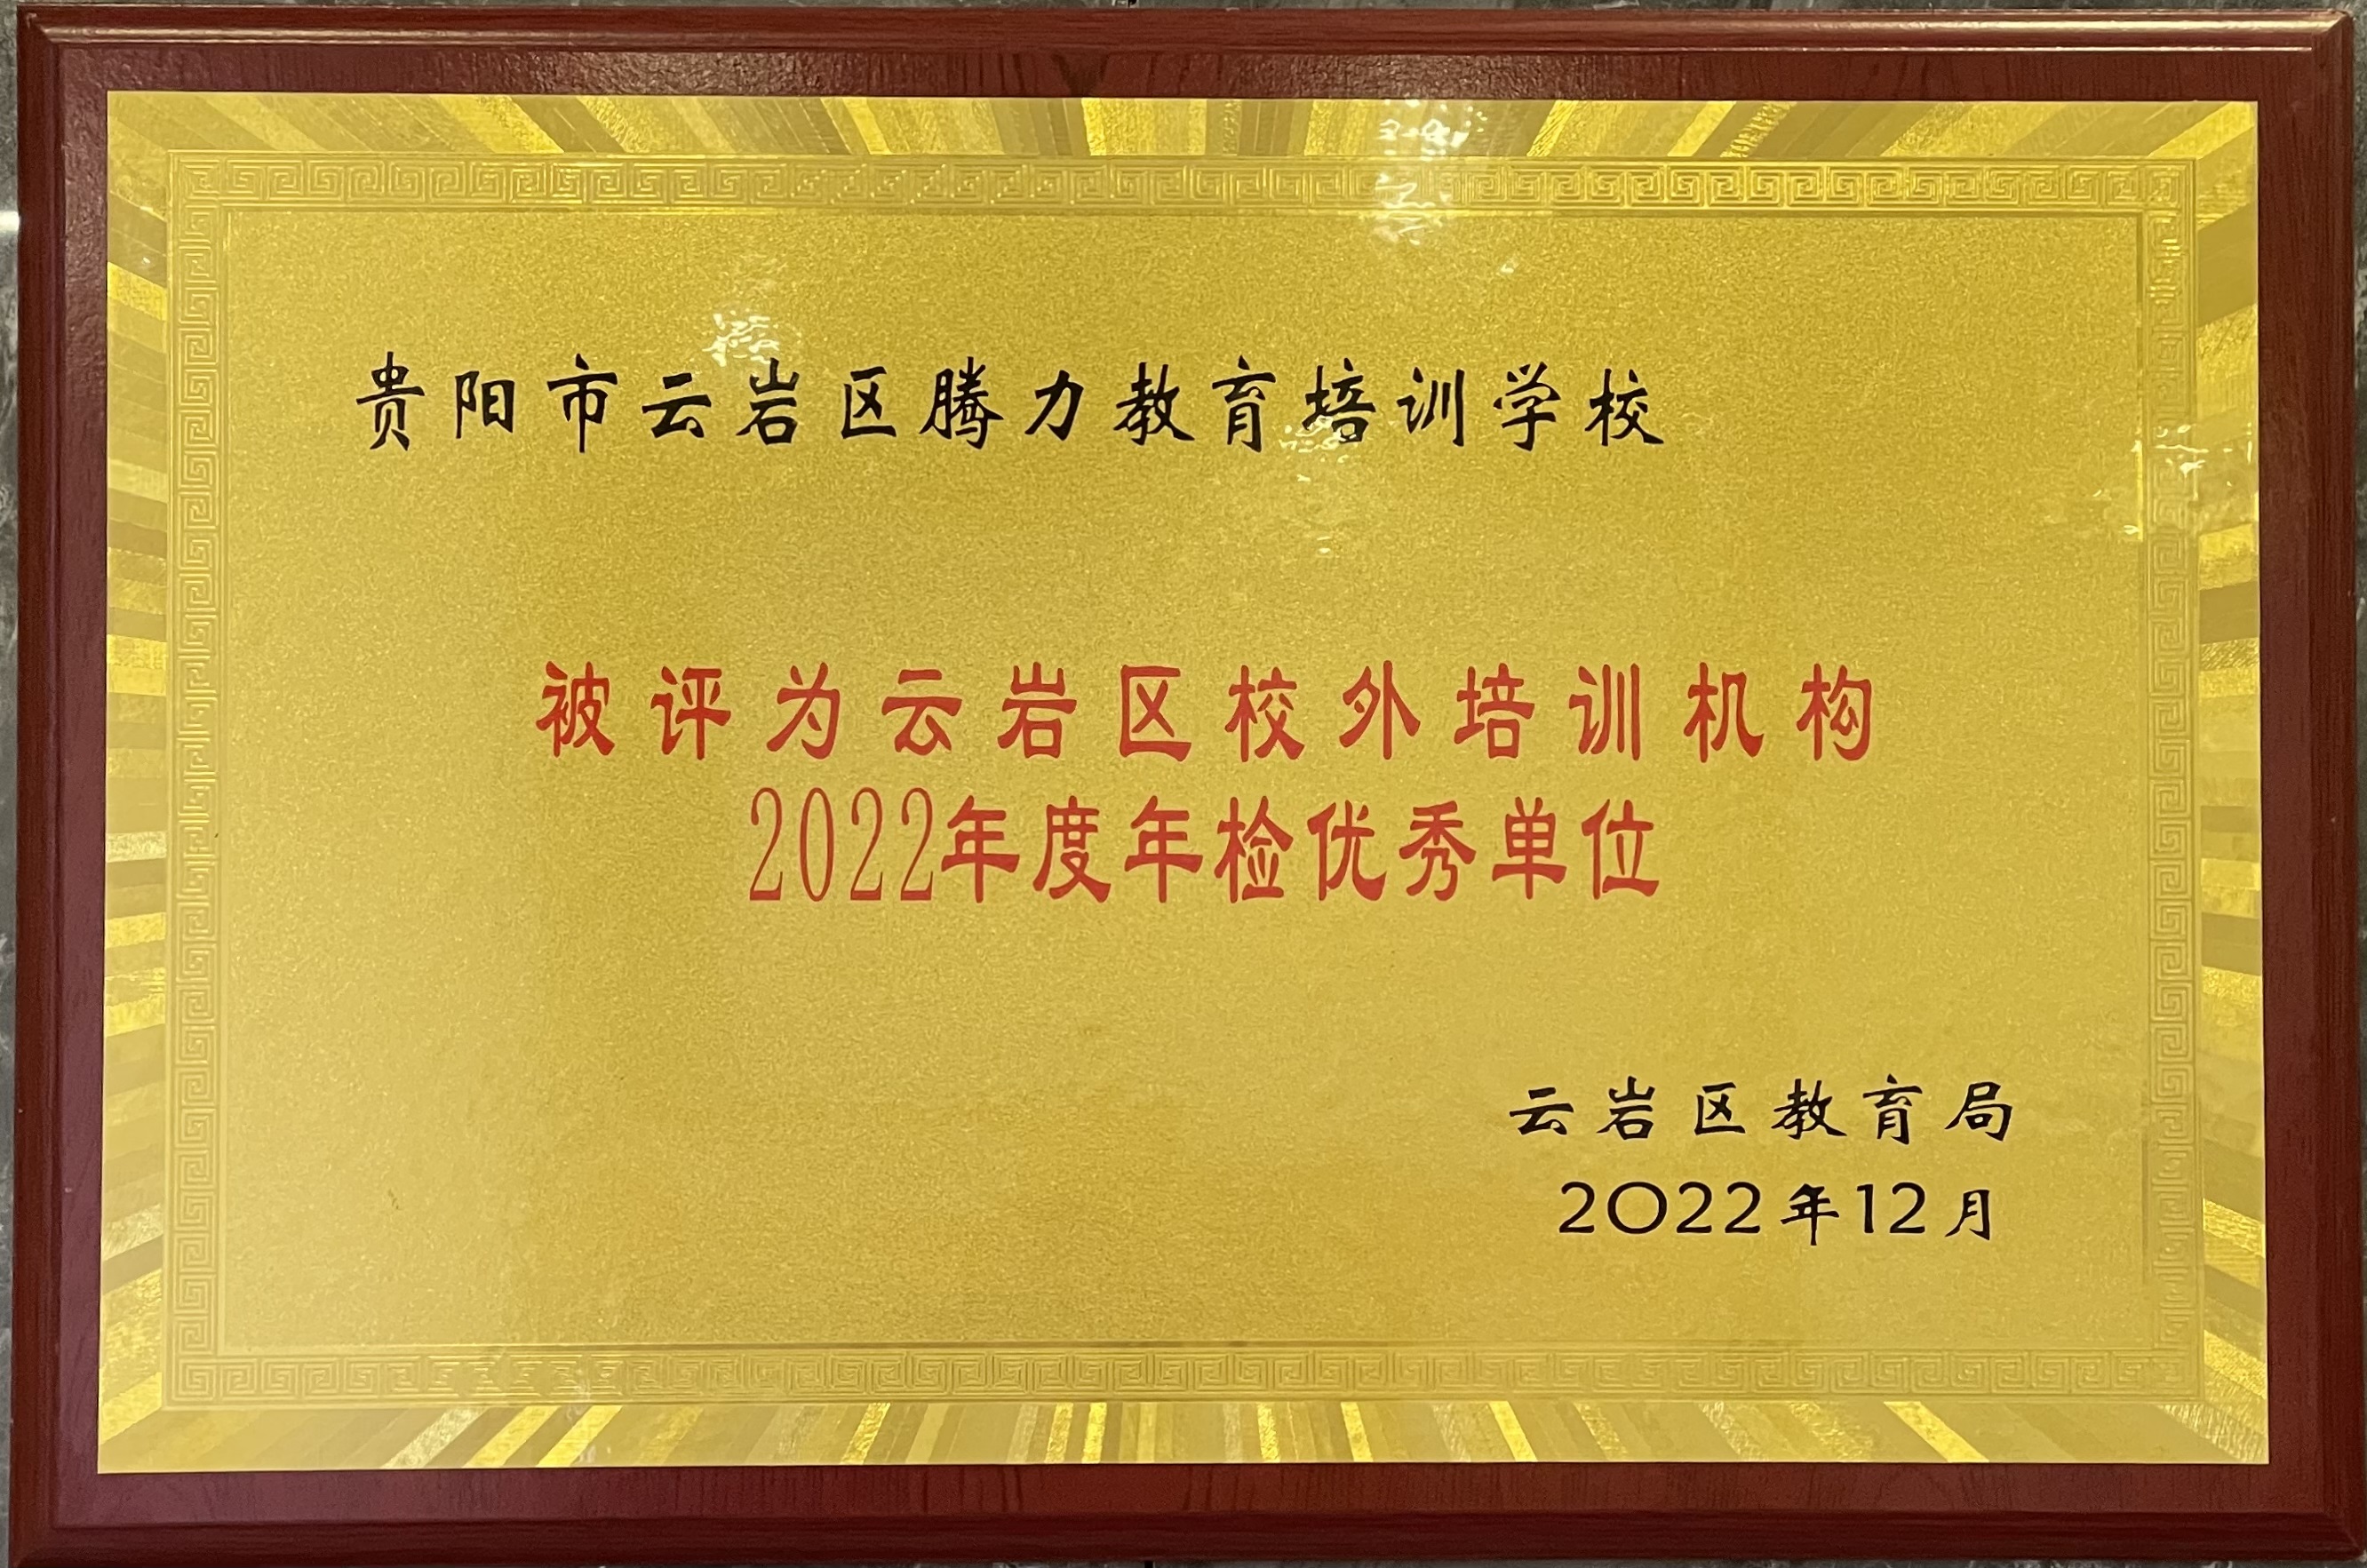 贵阳市云岩区腾力教育培训学校
被评为云岩区校外培训机构
2022年度年检优秀单位
云岩区教育局
2022年12月